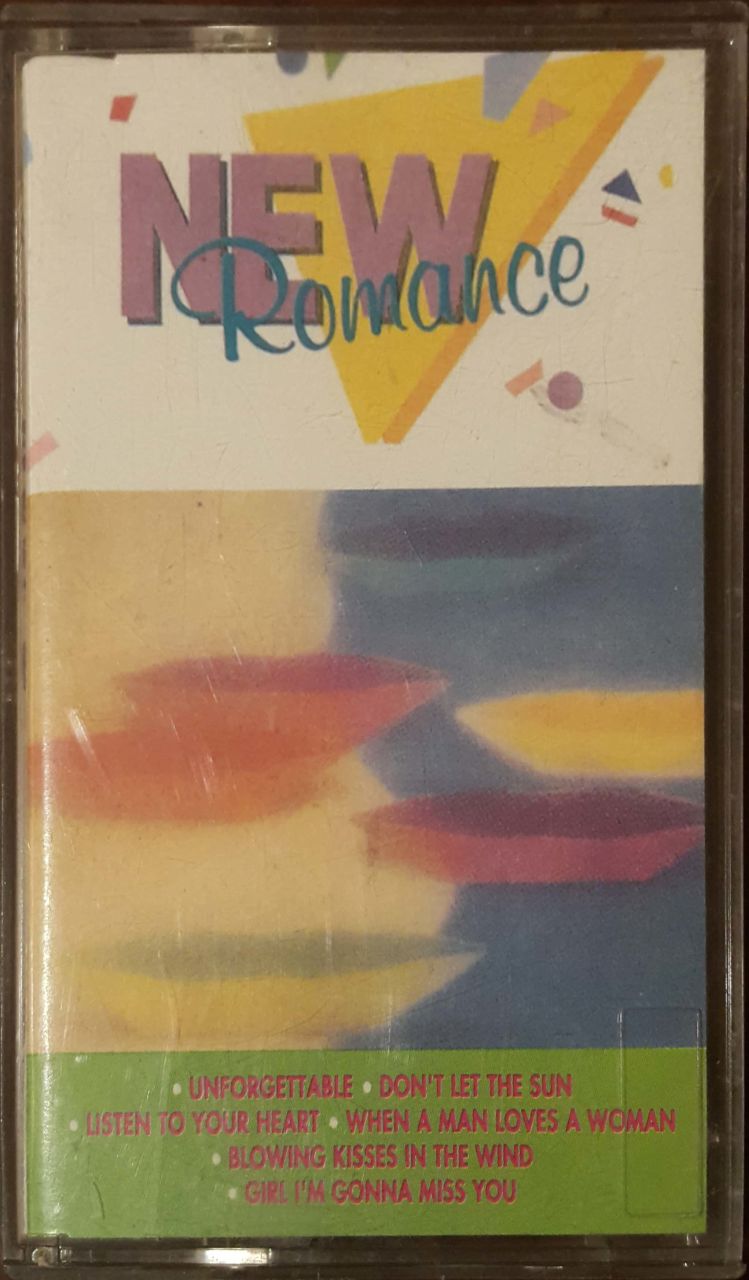 NEW
Romance
• UNFORGETTABLE • DON'T LET THE SUN
• LISTEN TO YOUR HEART • WHEN A MAN LOVES A WOMAN
• BLOWING KISSES IN THE WIND
• GIRL I'M GONNA MISS YOU